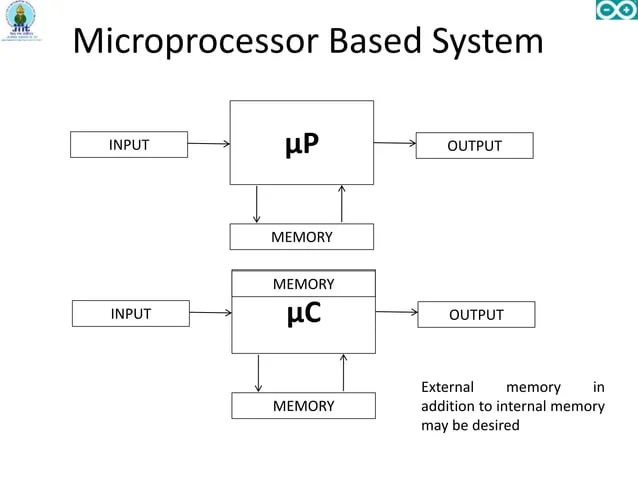 JIIT
Microprocessor Based System
µP
INPUT
OUTPUT
MEMORY
MEMORY
µC
INPUT
OUTPUT
MEMORY
External memory in
addition to internal memory
may be desired